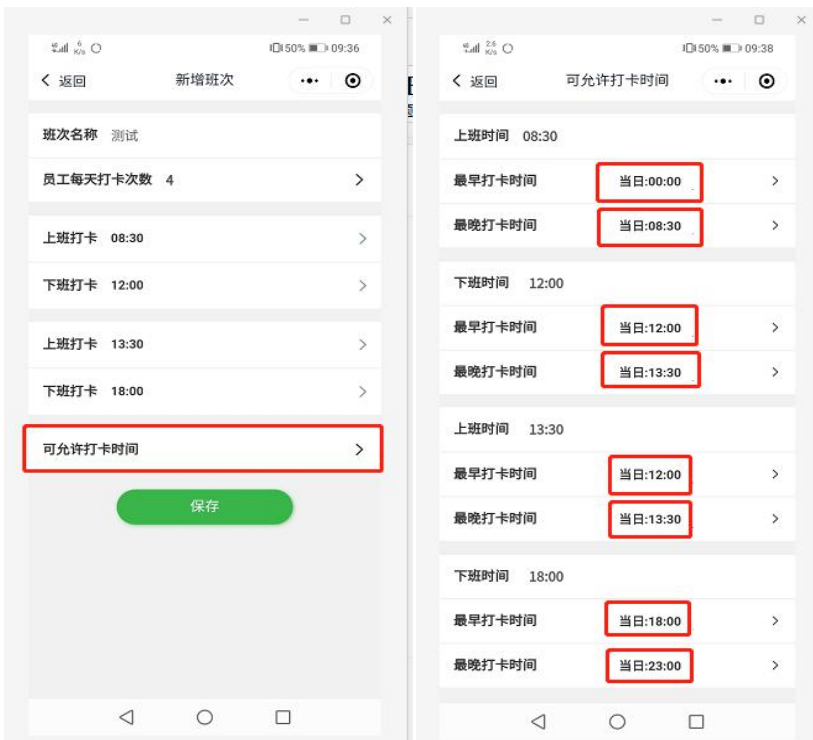 6
K/s
50% 09:36
返回 新增班次
班次名称 测试
员工每天打卡次数 4
上班打卡 08:30
下班打卡 12:00
上班打卡 13:30
下班打卡 18:00
可允许打卡时间
保存
2.6
K/s
50% 09:38
返回 可允许打卡时间
上班时间 08:30
最早打卡时间 当日:00:00
最晚打卡时间 当日:08:30
下班时间 12:00
最早打卡时间 当日:12:00
最晚打卡时间 当日:13:30
上班时间 13:30
最早打卡时间 当日:12:00
最晚打卡时间 当日:13:30
下班时间 18:00
最早打卡时间 当日:18:00
最晚打卡时间 当日:23:00